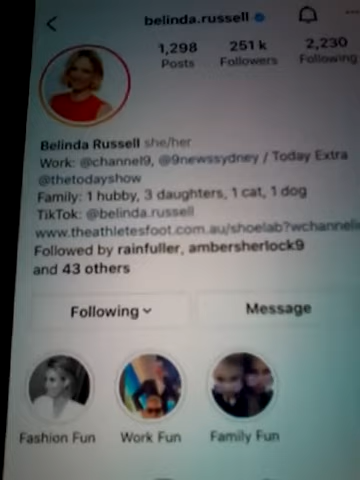 belinda.russell
1,298 251 k 2,230
Posts Followers Following
Belinda Russell she/her
Work: @channel9, @9newssydney / Today Extra
@thetodayshow
Family: 1 hubby, 3 daughters, 1 cat, 1 dog
TikTok: @belinda.russell
www.theathletesfoot.com.au/shoelab?wchannelid
Followed by rainfuller, ambersherlock9
and 43 others
Following Message
Fashion Fun Work Fun Family Fun